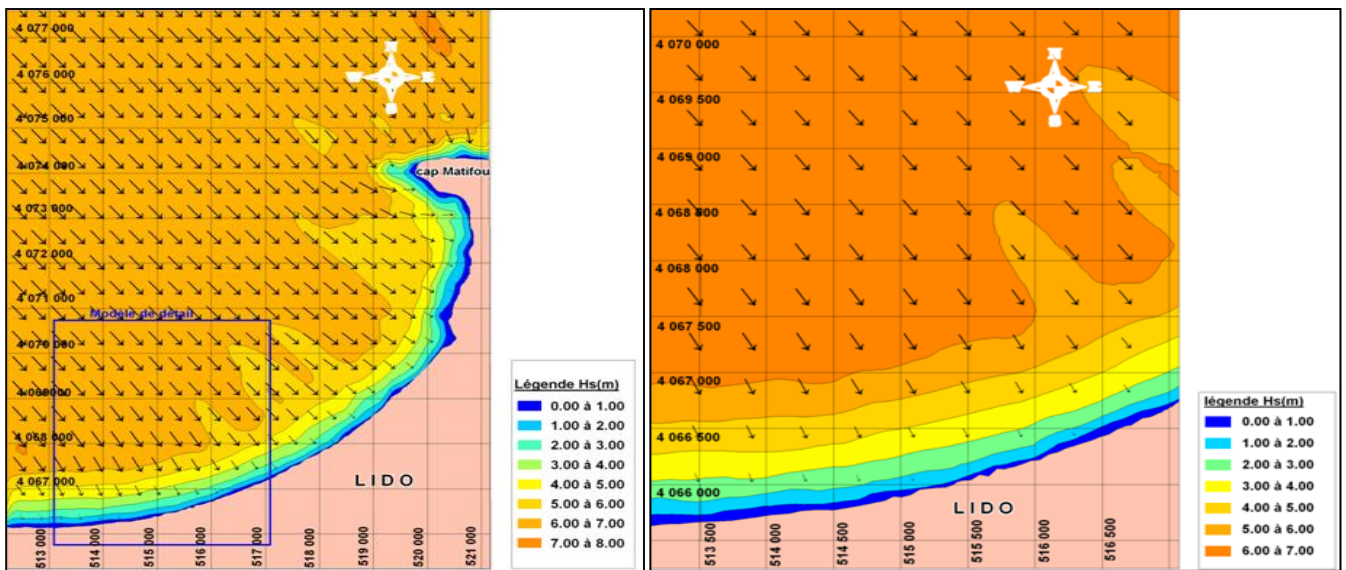 4 077 000
4 076 000
4 075 000
4 074 000
cap Matifou
4 073 000
4 072 000
4 071 000
Modèle de détail
4 070 000
4 069 000
4 068 000
4 067 000
LIDO
513 000
514 000
515 000
516 000
517 000
518 000
519 000
520 000
521 000
Légende Hs(m)
0.00 à 1.00
1.00 à 2.00
2.00 à 3.00
3.00 à 4.00
4.00 à 5.00
5.00 à 6.00
6.00 à 7.00
7.00 à 8.00
4 070 000
4 069 500
4 069 000
4 068 500
4 068 000
4 067 500
4 067 000
4 066 500
4 066 000
LIDO
513 500
514 000
514 500
515 000
515 500
516 000
516 500
légende Hs(m)
0.00 à 1.00
1.00 à 2.00
2.00 à 3.00
3.00 à 4.00
4.00 à 5.00
5.00 à 6.00
6.00 à 7.00